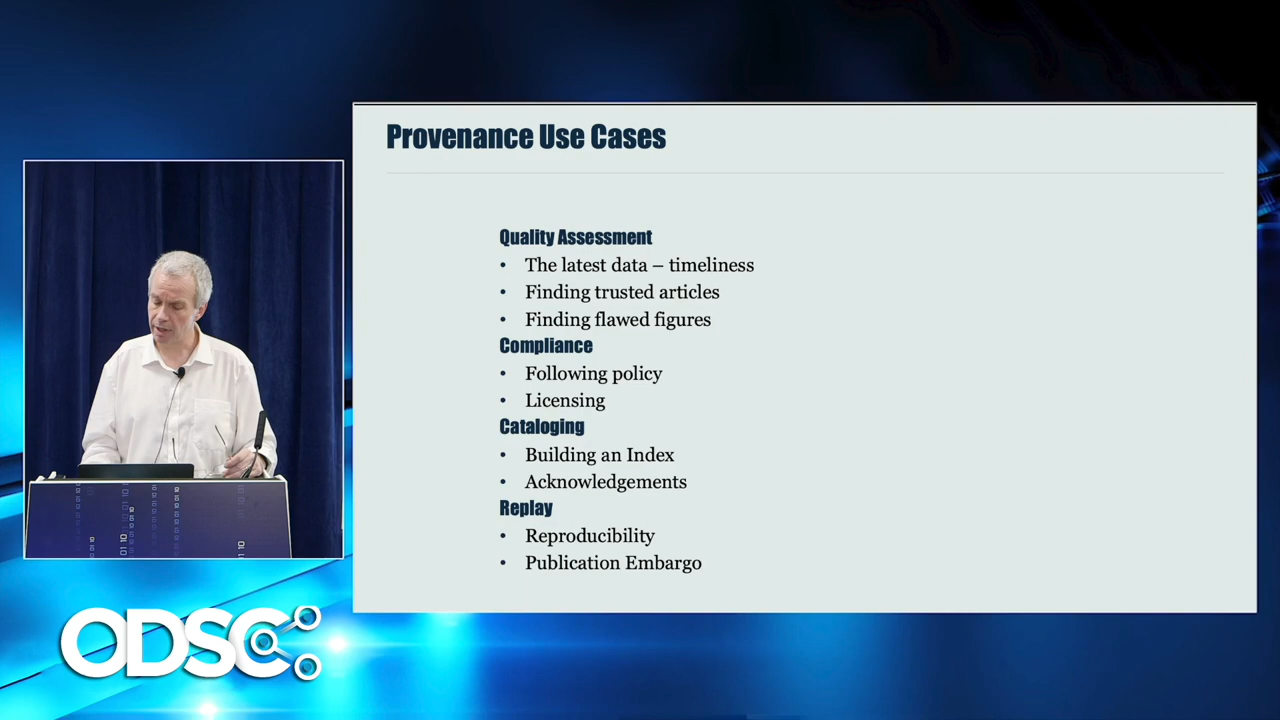 Provenance Use Cases
Quality Assessment
• The latest data – timeliness
• Finding trusted articles
• Finding flawed figures
Compliance
• Following policy
• Licensing
Cataloging
• Building an Index
• Acknowledgements
Replay
• Reproducibility
• Publication Embargo
ODSC